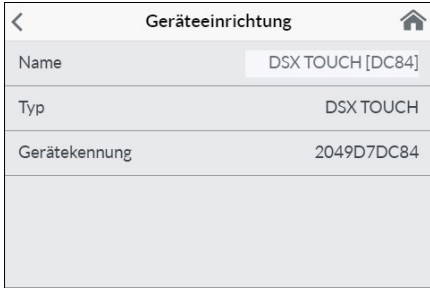 Geräteeinrichtung
Name DSX TOUCH [DC84]
Typ DSX TOUCH
Gerätekennung 2049D7DC84